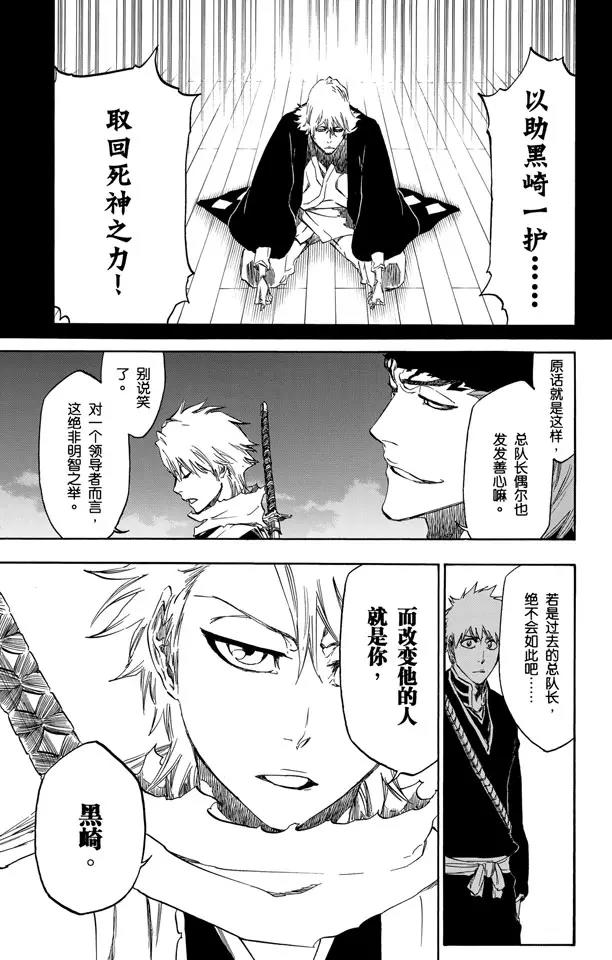 以助黑崎一护……
取回死神之力！
原话就是这样，
总队长偶尔也
发发善心嘛。
别说笑
了。
对一个领导者而言，
这绝非明智之举。
若是过去的总队长，
绝不会如此吧……
而改变他的人
就是你，
黑崎。